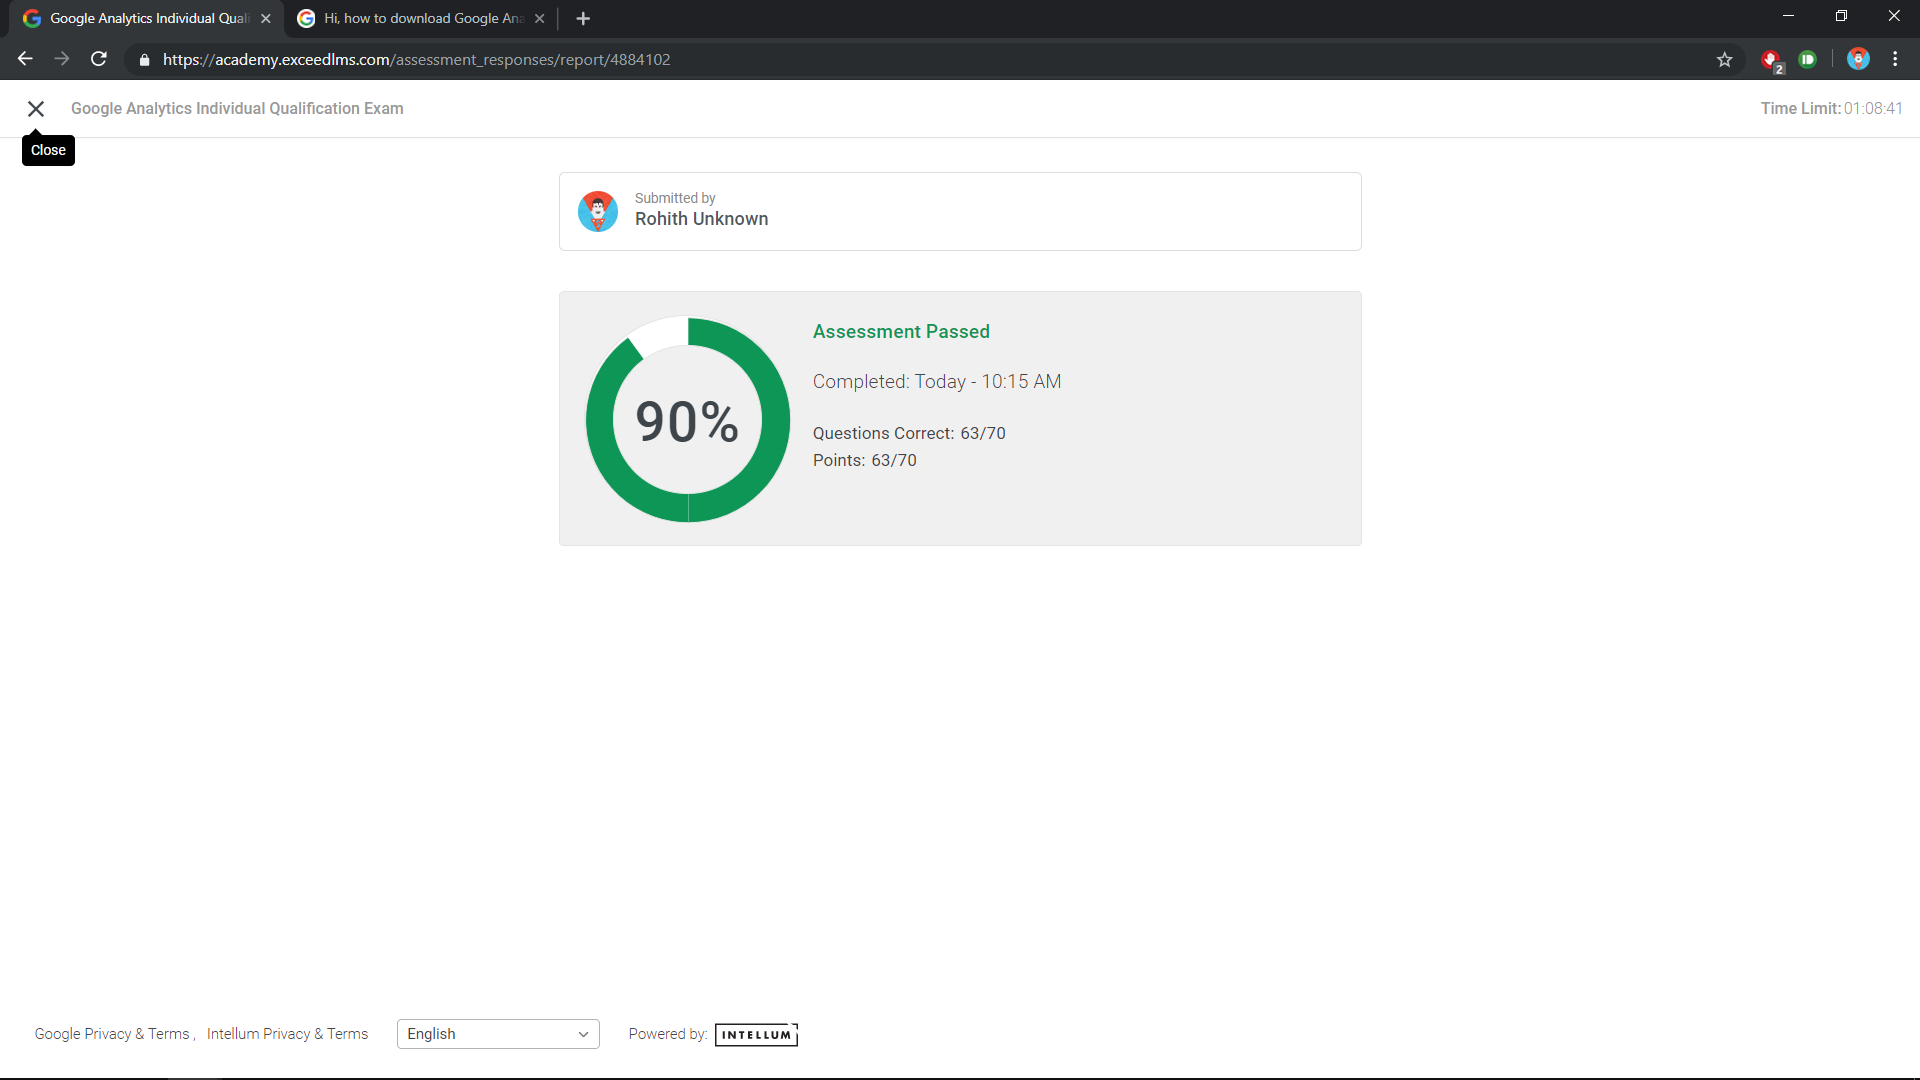 Google Analytics Individual Quali
Hi, how to download Google Ana
https://academy.exceedlms.com/assessment_responses/report/4884102
2
Google Analytics Individual Qualification Exam
Time Limit: 01:08:41
Close
Submitted by
Rohith Unknown
90%
Assessment Passed
Completed: Today - 10:15 AM
Questions Correct: 63/70
Points: 63/70
Google Privacy & Terms , Intellum Privacy & Terms
English
Powered by: INTELLUM